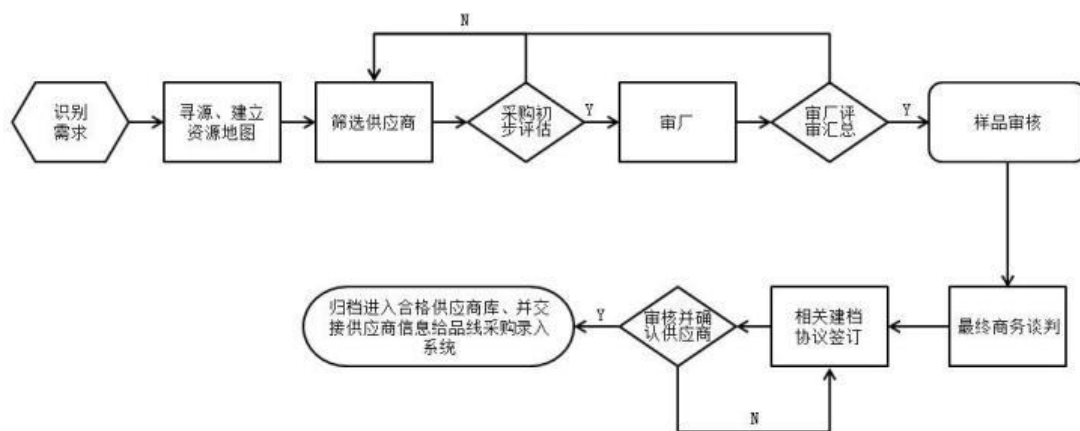 N
识别
需求
寻源、建立
资源地图
筛选供应商
采购初
步评估
Y
审厂
审厂评
审汇总
Y
样品审核
归档进入合格供应商库、并交
接供应商信息给品线采购录入
系统
Y
审核并确
认供应商
相关建档
协议签订
最终商务谈判
N